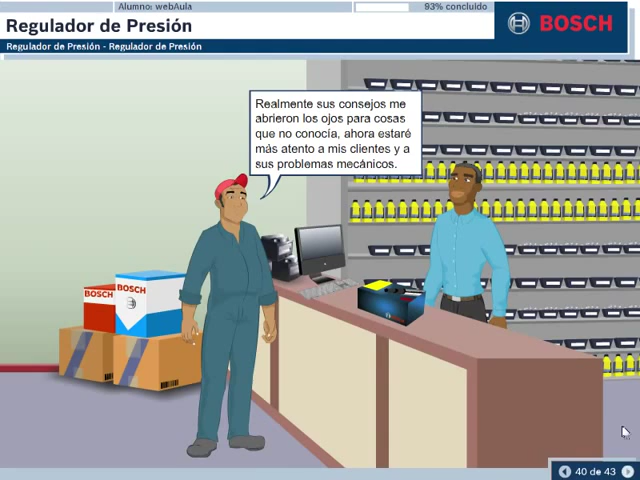 Alumno: webAula
93% concluido
Regulador de Presión
BOSCH
Regulador de Presión - Regulador de Presión
Realmente sus consejos me
abrieron los ojos para cosas
que no conocía, ahora estaré
más atento a mis clientes y a
sus problemas mecánicos.
BOSCH
BOSCH
40 de 43